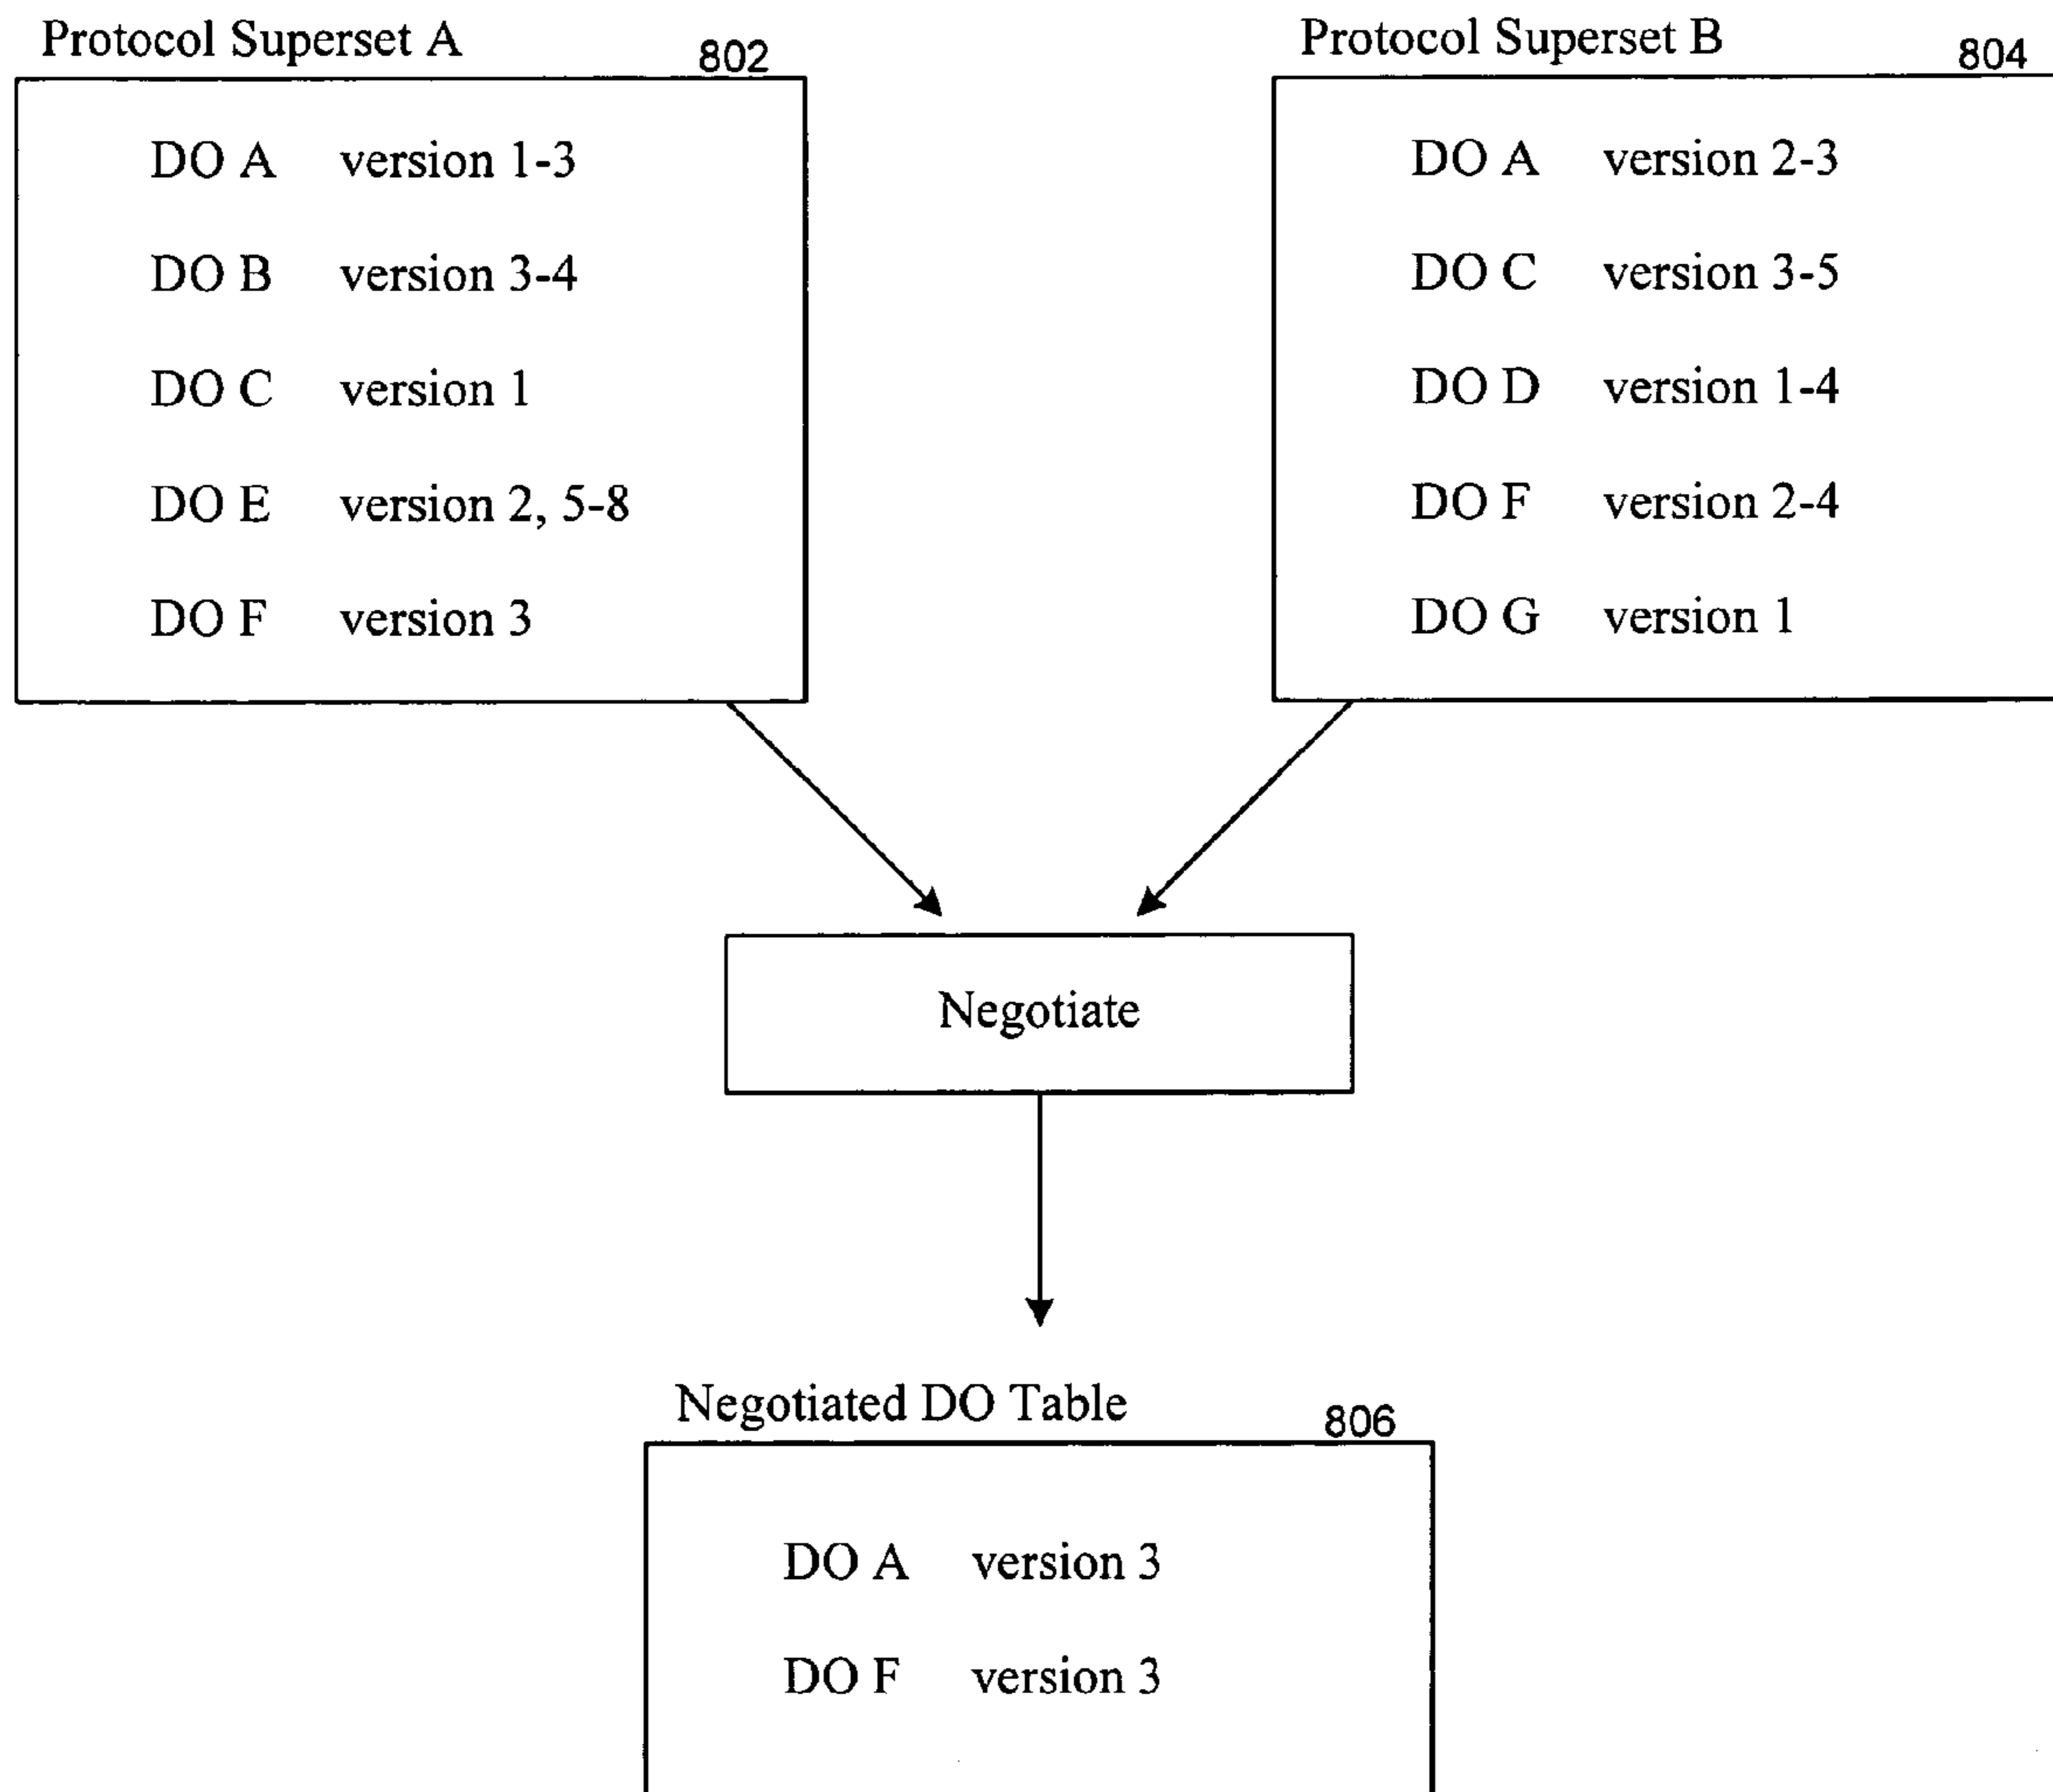 Protocol Superset A
802
DO A version 1-3
DO B version 3-4
DO C version 1
DO E version 2, 5-8
DO F version 3
Protocol Superset B
804
DO A version 2-3
DO C version 3-5
DO D version 1-4
DO F version 2-4
DO G version 1
Negotiate
Negotiated DO Table
806
DO A version 3
DO F version 3